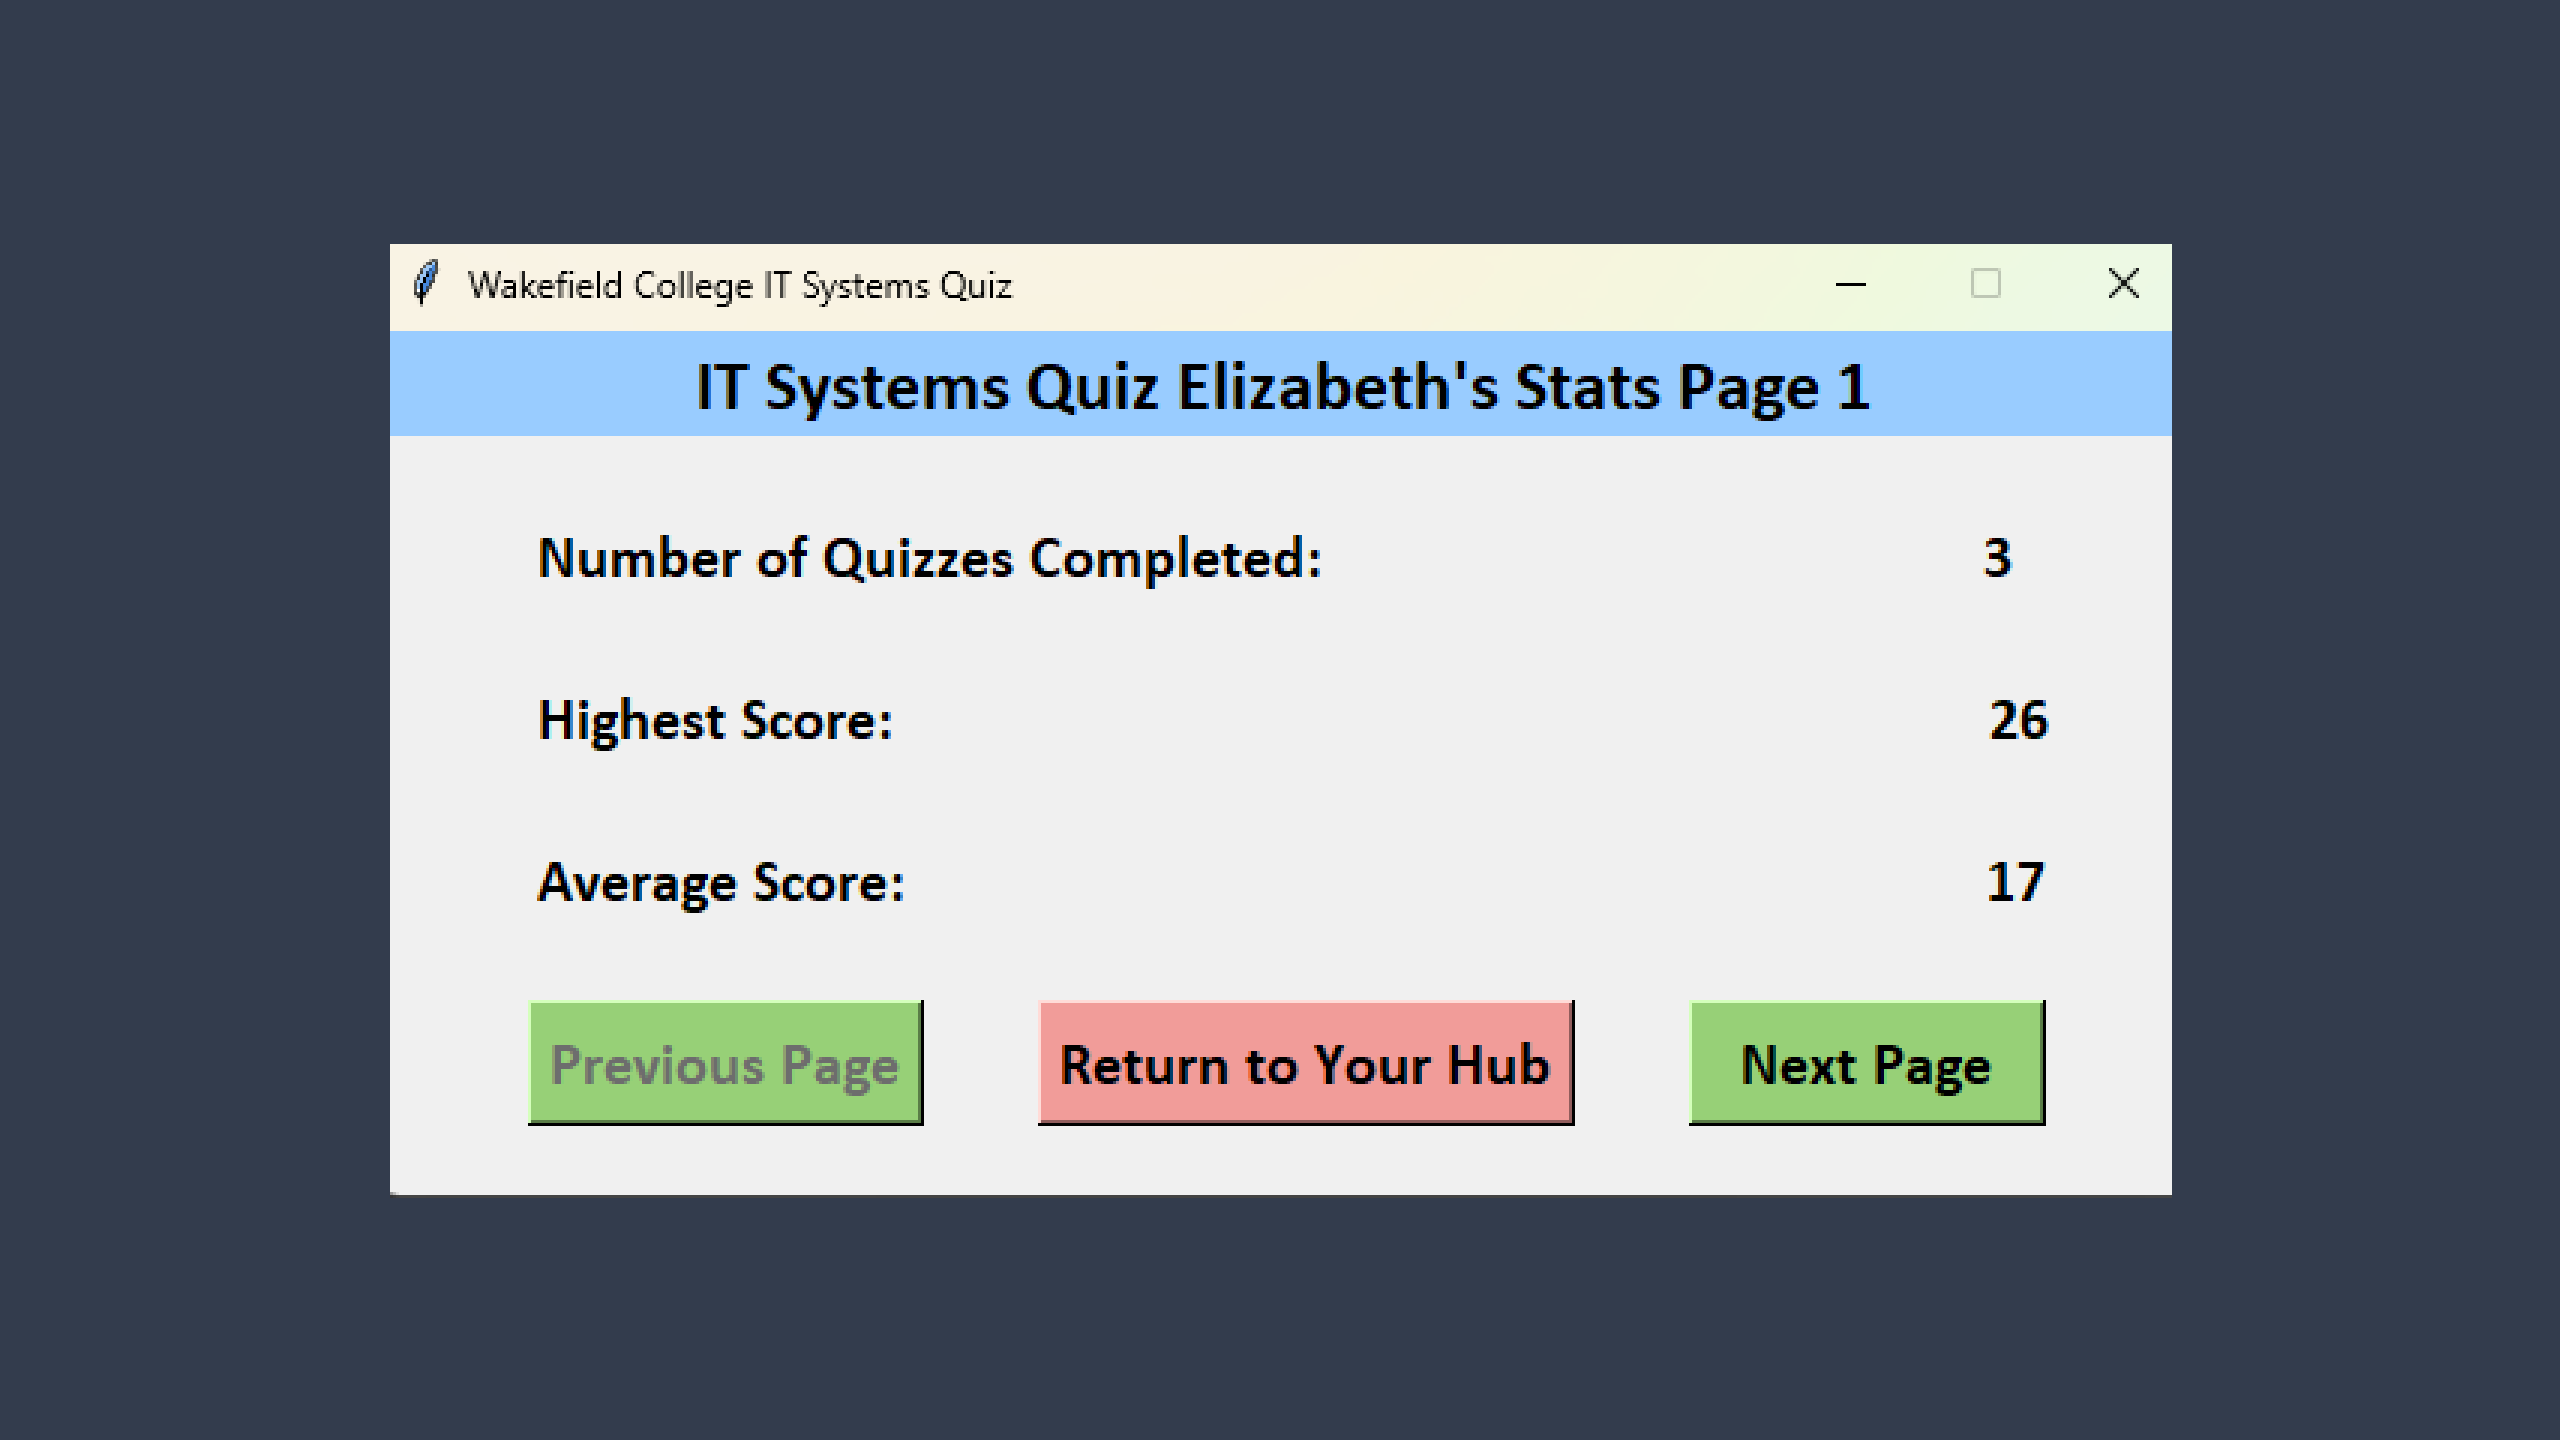 Wakefield College IT Systems Quiz
IT Systems Quiz Elizabeth's Stats Page 1
Number of Quizzes Completed: 3
Highest Score: 26
Average Score: 17
Previous Page Return to Your Hub Next Page